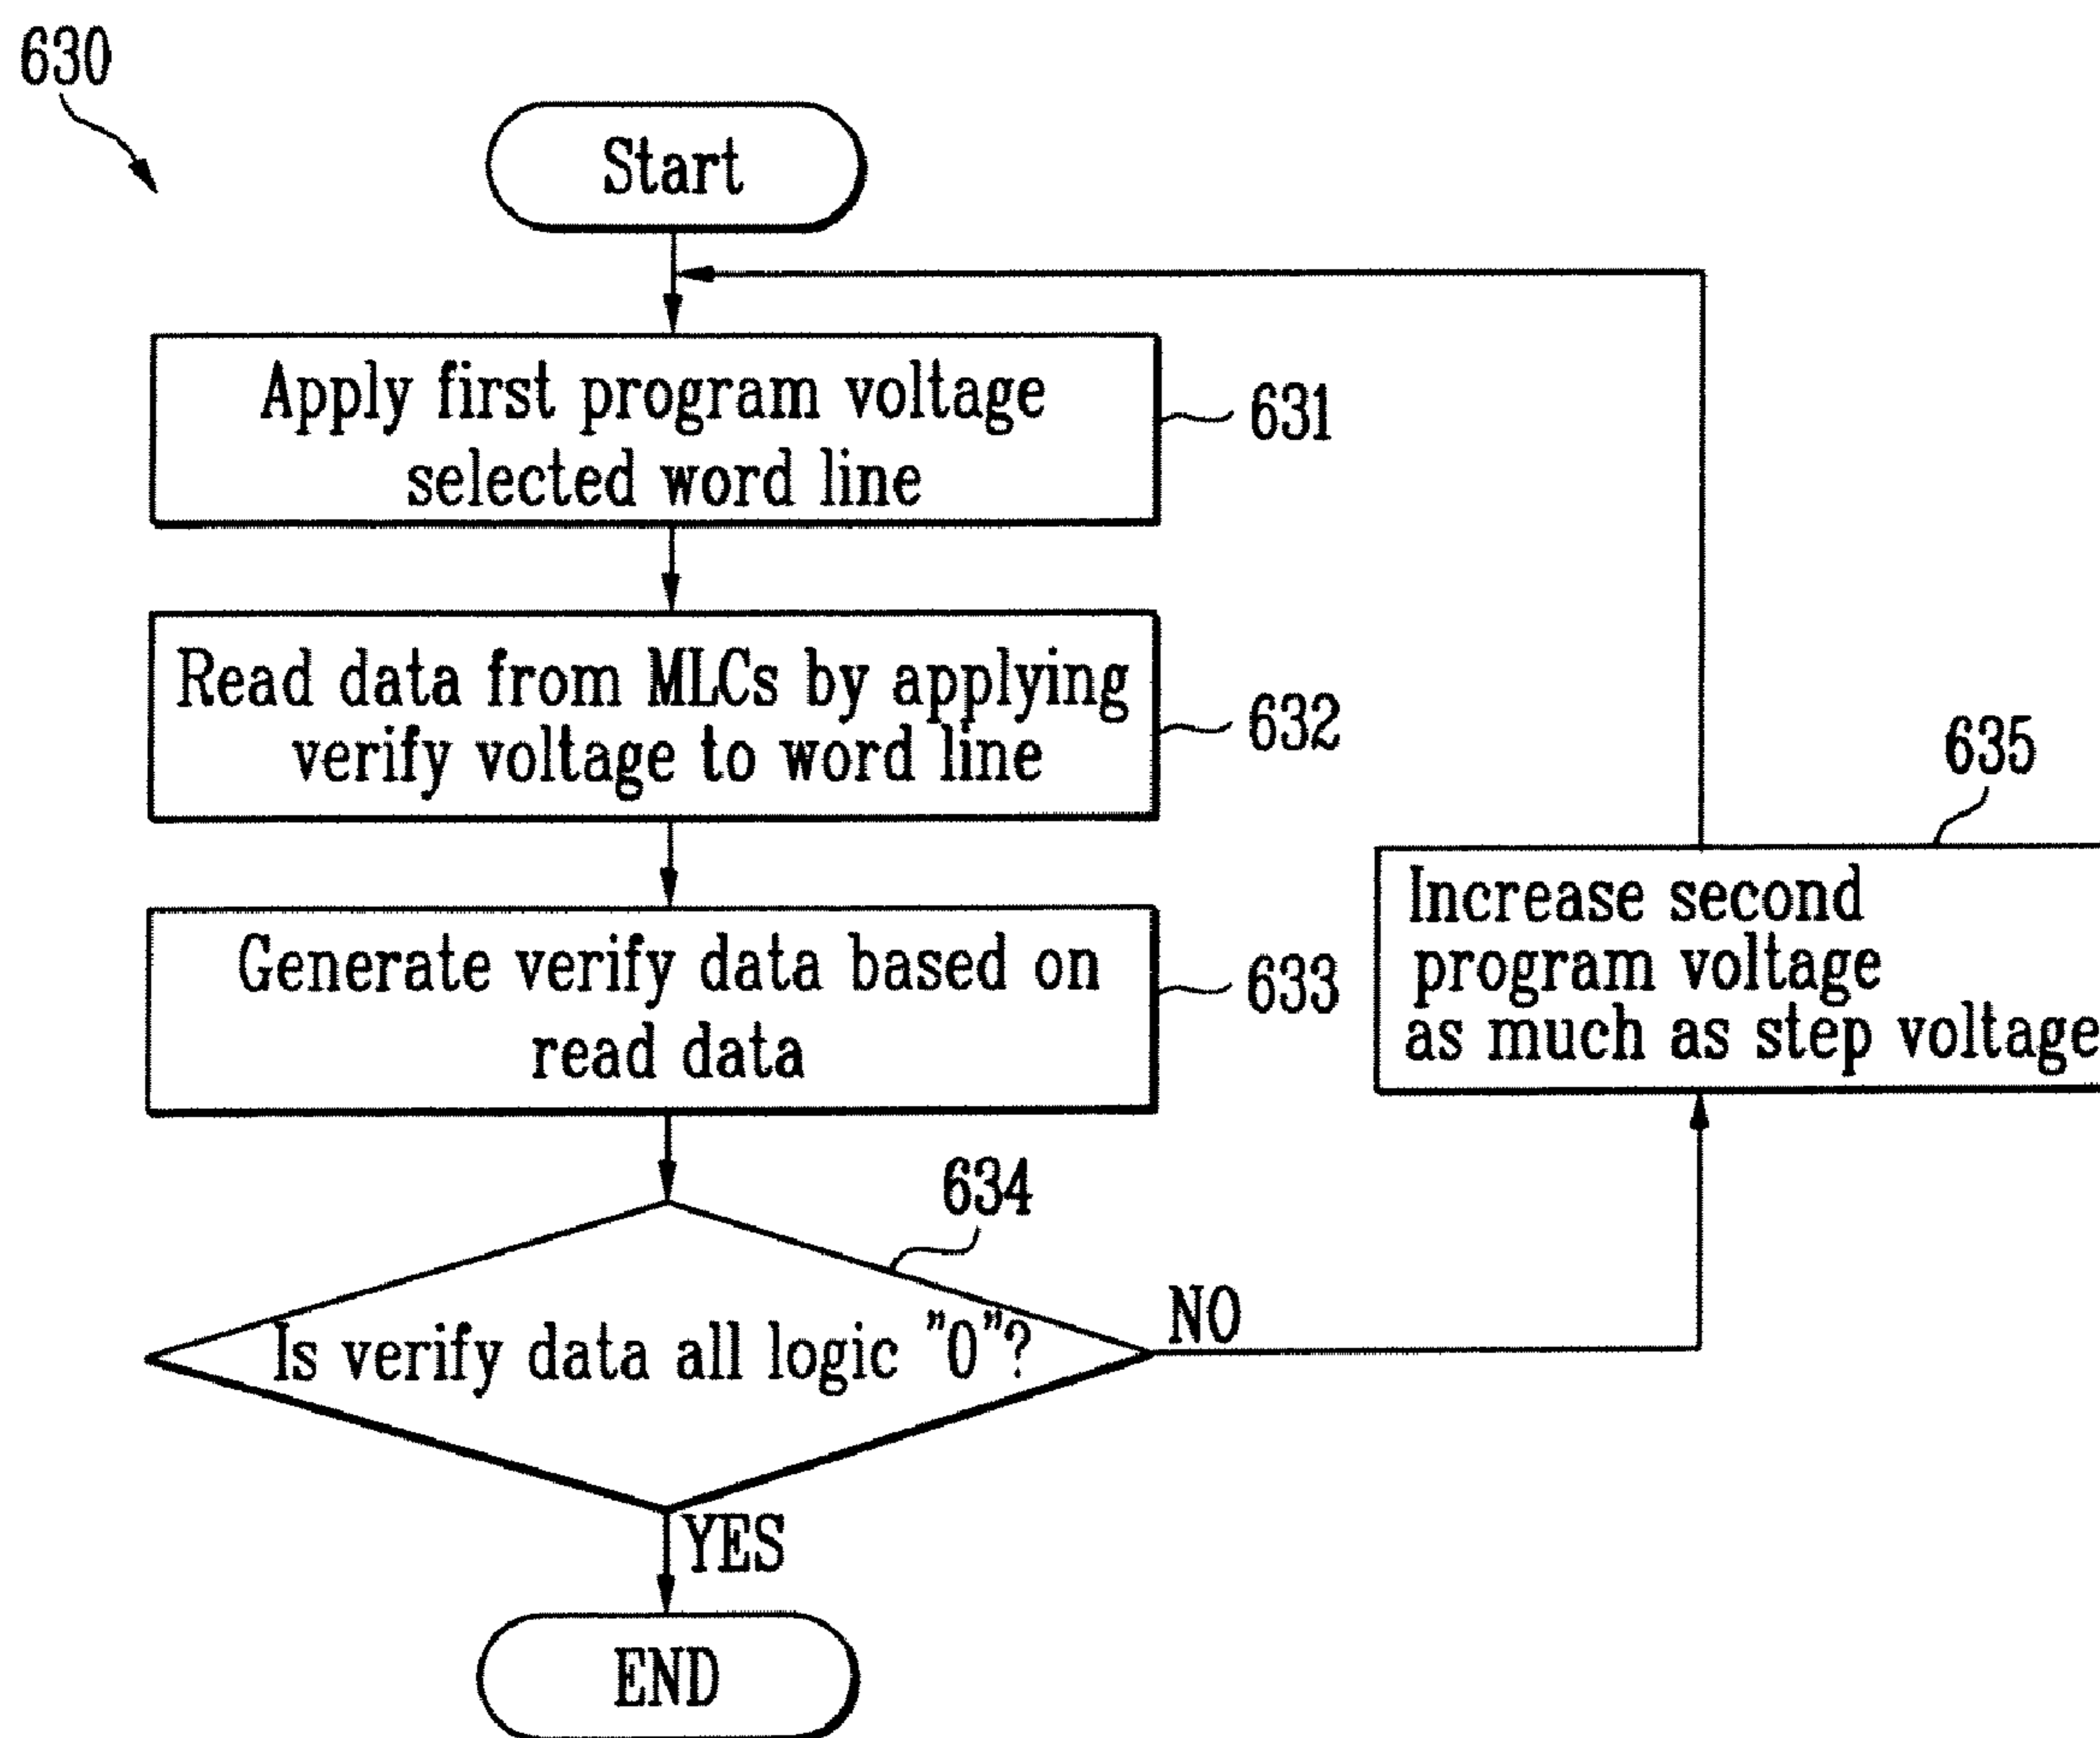 630
Start
Apply first program voltage
selected word line
631
Read data from MLCs by applying
verify voltage to word line
632
Generate verify data based on
read data
633
634
Is verify data all logic "0"?
NO
YES
END
635
Increase second
program voltage
as much as step voltage